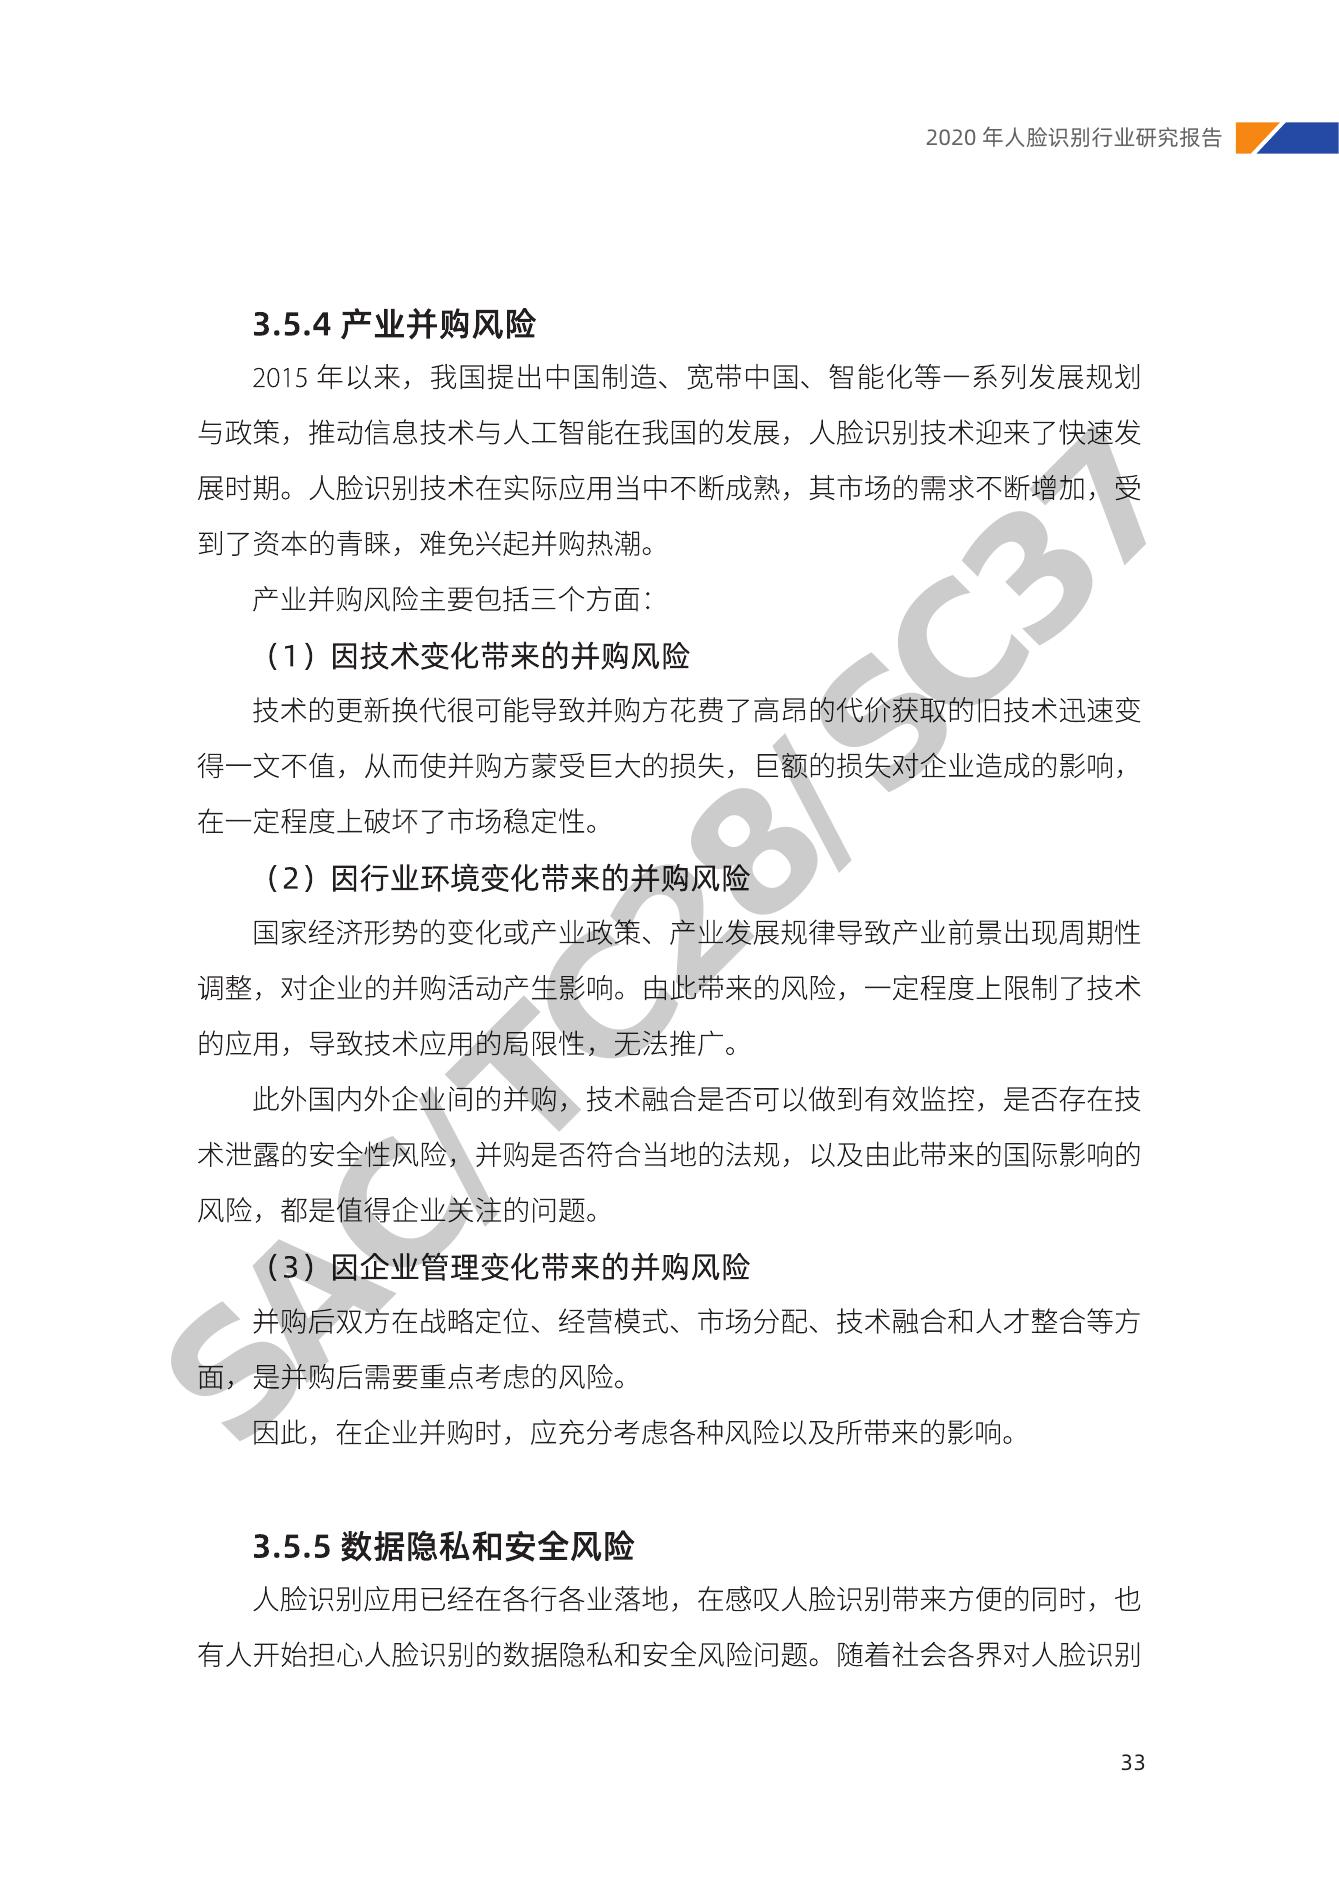 2020 年人脸识别行业研究报告
3.5.4 产业并购风险
2015 年以来，我国提出中国制造、宽带中国、智能化等一系列发展规划
与政策，推动信息技术与人工智能在我国的发展，人脸识别技术迎来了快速发
展时期。人脸识别技术在实际应用当中不断成熟，其市场的需求不断增加，受
到了资本的青睐，难免兴起并购热潮。
产业并购风险主要包括三个方面：
（1）因技术变化带来的并购风险
技术的更新换代很可能导致并购方花费了高昂的代价获取的旧技术迅速变
得一文不值，从而使并购方蒙受巨大的损失，巨额的损失对企业造成的影响，
在一定程度上破坏了市场稳定性。
（2）因行业环境变化带来的并购风险
国家经济形势的变化或产业政策、产业发展规律导致产业前景出现周期性
调整，对企业的并购活动产生影响。由此带来的风险，一定程度上限制了技术
的应用，导致技术应用的局限性，无法推广。
此外国内外企业间的并购，技术融合是否可以做到有效监控，是否存在技
术泄露的安全性风险，并购是否符合当地的法规，以及由此带来的国际影响的
风险，都是值得企业关注的问题。
（3）因企业管理变化带来的并购风险
并购后双方在战略定位、经营模式、市场分配、技术融合和人才整合等方
面，是并购后需要重点考虑的风险。
因此，在企业并购时，应充分考虑各种风险以及所带来的影响。
3.5.5 数据隐私和安全风险
人脸识别应用已经在各行各业落地，在感叹人脸识别带来方便的同时，也
有人开始担心人脸识别的数据隐私和安全风险问题。随着社会各界对人脸识别
33
SAC/TC28/SC37